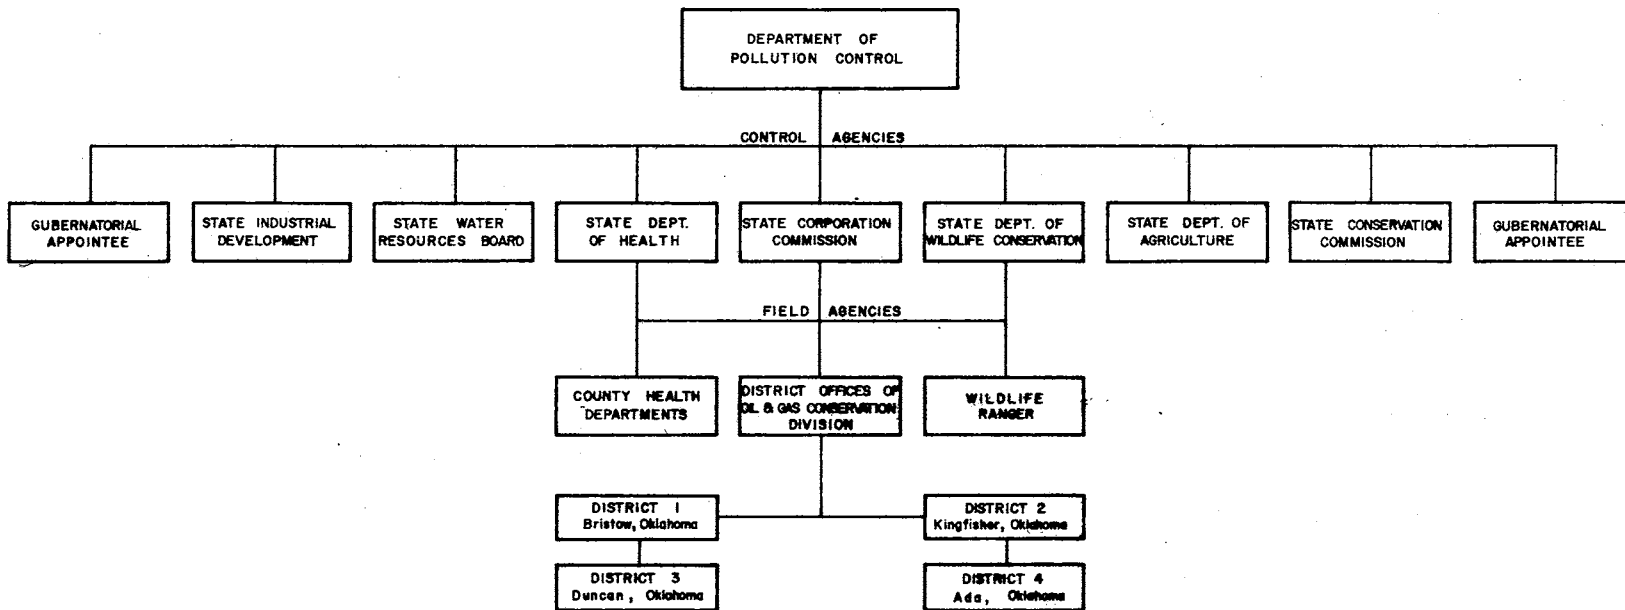 DEPARTMENT OF
POLLUTION CONTROL
CONTROL AGENCIES
GUBERNATORIAL
APPOINTEE
STATE INDUSTRIAL
DEVELOPMENT
STATE WATER
RESOURCES BOARD
STATE DEPT.
OF HEALTH
STATE CORPORATION
COMMISSION
STATE DEPT. OF
WILDLIFE CONSERVATION
STATE DEPT. OF
AGRICULTURE
STATE CONSERVATION
COMMISSION
GUBERNATORIAL
APPOINTEE
FIELD AGENCIES
COUNTY HEALTH
DEPARTMENTS
DISTRICT OFFICES OF
OIL & GAS CONSERVATION
DIVISION
WILDLIFE
RANGER
DISTRICT 1
Bristow, Oklahoma
DISTRICT 2
Kingfisher, Oklahoma
DISTRICT 3
Duncan, Oklahoma
DISTRICT 4
Ada, Oklahoma